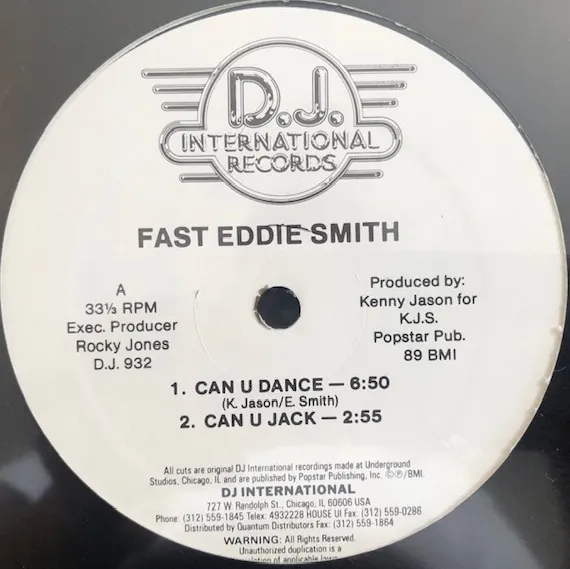 D.J.
INTERNATIONAL
RECORDS
FAST EDDIE SMITH
A
33⅓ RPM
Exec. Producer
Rocky Jones
D.J. 932
Produced by:
Kenny Jason for
K.J.S.
Popstar Pub.
89 BMI
1. CAN U DANCE — 6:50
(K. Jason/E. Smith)
2. CAN U JACK — 2:55
All cuts are original DJ International recordings made at Underground
Studios, Chicago, IL and are published by Popstar Publishing, Inc. ©℗/BMI.
DJ INTERNATIONAL
727 W. Randolph St., Chicago, IL 60606 USA
Phone: (312) 559-1845 Telex: 4932228 HOUSE UI Fax: (312) 559-0286
Distributed by Quantum Distributors Fax: (312) 559-1864
WARNING: All Rights Reserved.
Unauthorized duplication is a
violation of applicable laws